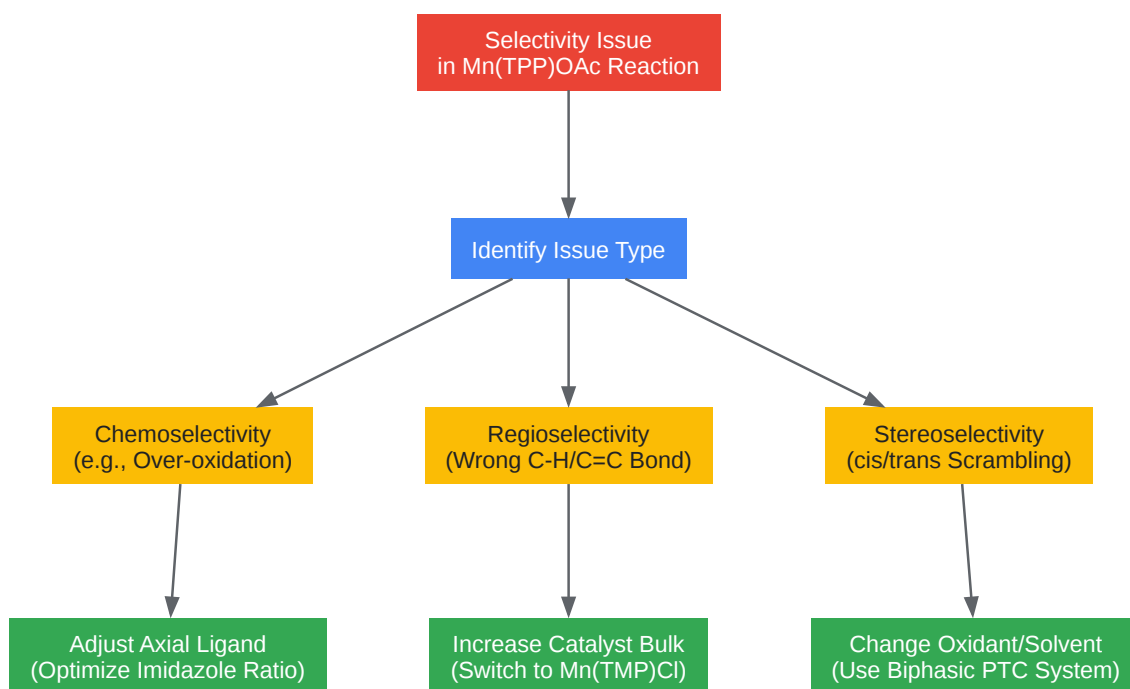 Selectivity Issue
in Mn(TPP)OAc Reaction
Identify Issue Type
Chemoselectivity
(e.g., Over-oxidation)
Regioselectivity
(Wrong C-H/C=C Bond)
Stereoselectivity
(cis/trans Scrambling)
Adjust Axial Ligand
(Optimize Imidazole Ratio)
Increase Catalyst Bulk
(Switch to Mn(TMP)Cl)
Change Oxidant/Solvent
(Use Biphasic PTC System)